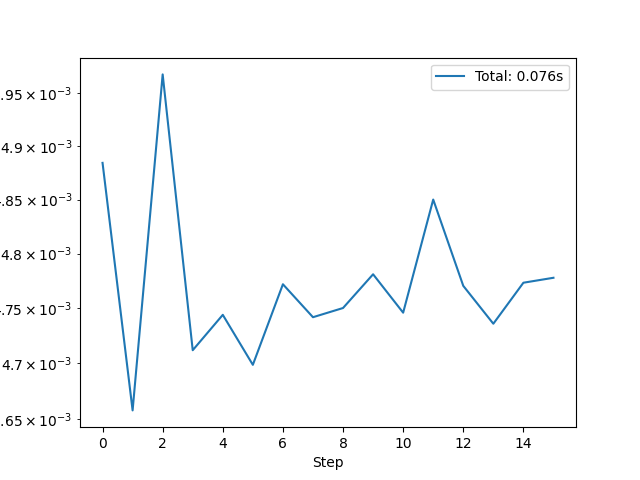 Total: 0.076s
.95 × 10⁻³
4.9 × 10⁻³
.85 × 10⁻³
4.8 × 10⁻³
.75 × 10⁻³
4.7 × 10⁻³
.65 × 10⁻³
0 2 4 6 8 10 12 14
Step